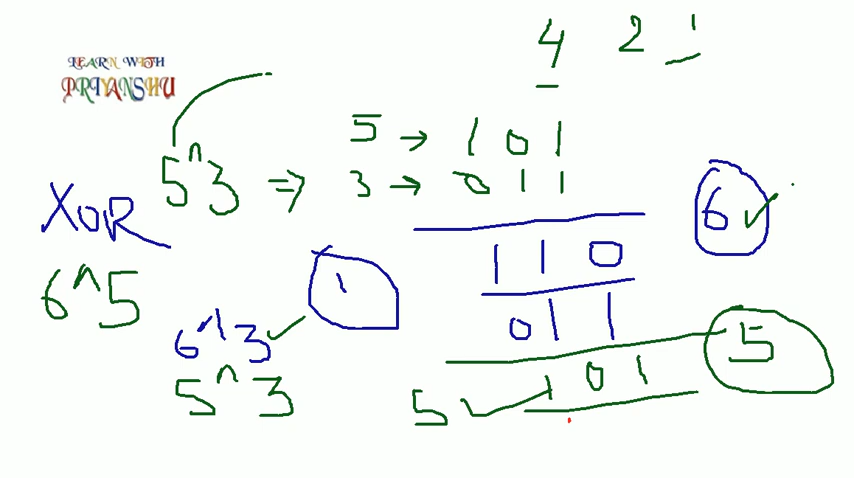 4 2 1
LEARN WITH
PRIYANSHU
5 → 1 0 1
5^3 ⇒ 3 → 0 1 1
XOR
6 ✓
1 1 0
6^5
1
0 1 1
6^3 ✓
5
1 0 1
5^3
5 ✓